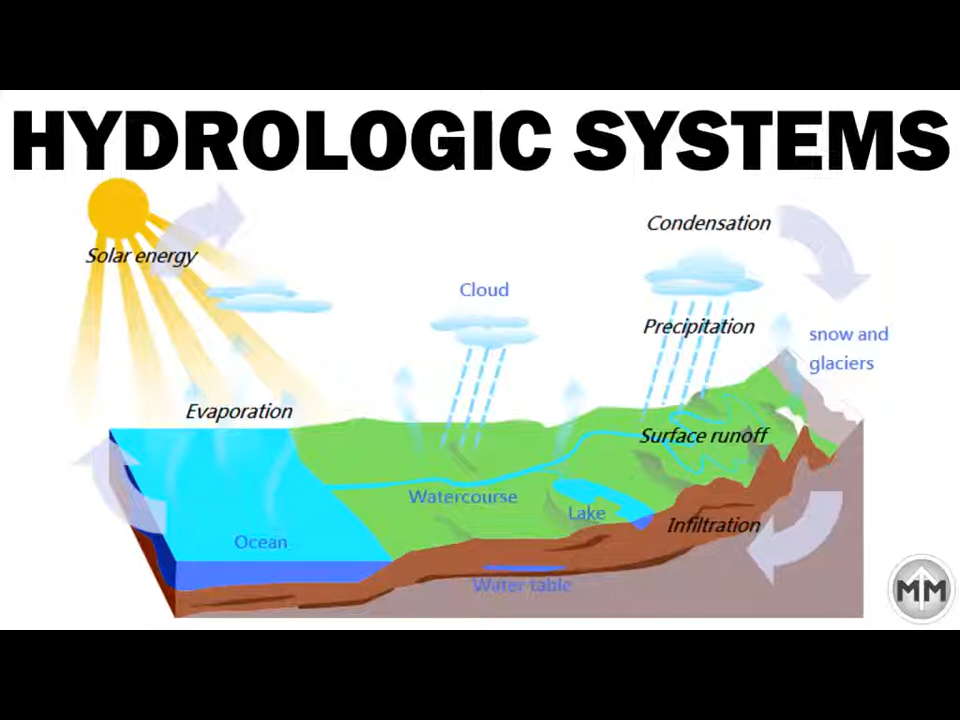 HYDROLOGIC SYSTEMS
Condensation
Solar energy
Cloud
Precipitation
snow and
glaciers
Evaporation
Surface runoff
Watercourse
Lake
Infiltration
Ocean
Water table
MM